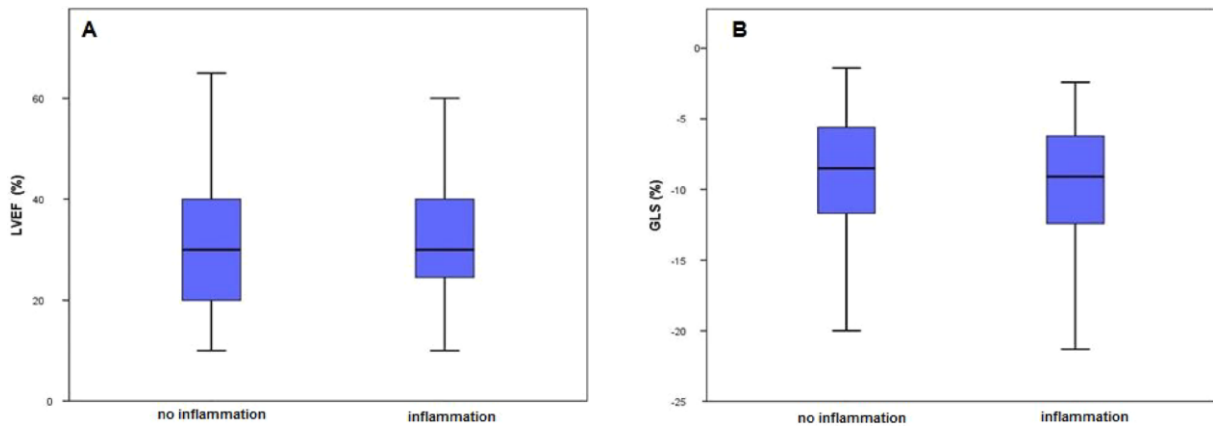 A
LVEF (%)
60
40
20
0
no inflammation
inflammation
B
GLS (%)
0
-5
-10
-15
-20
-25
no inflammation
inflammation